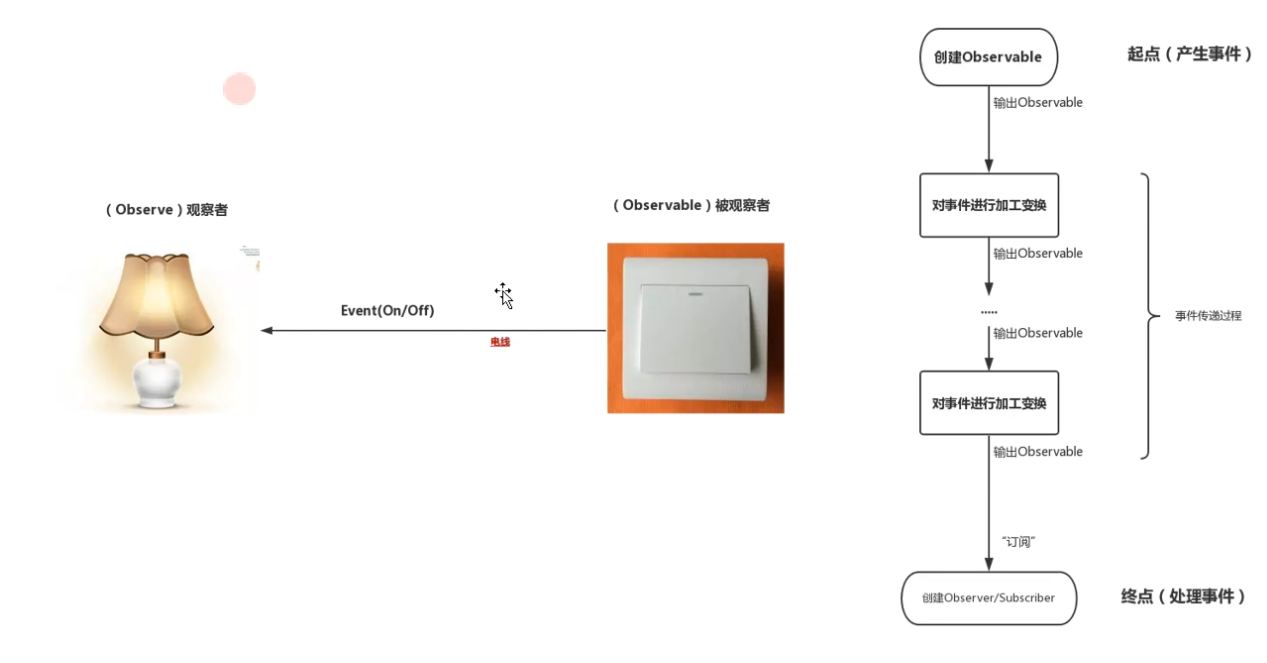 （Observe）观察者
Event(On/Off)
电线
（Observable）被观察者
创建Observable
起点（产生事件）
输出Observable
对事件进行加工变换
输出Observable
.....
输出Observable
事件传递过程
对事件进行加工变换
输出Observable
“订阅”
创建Observer/Subscriber
终点（处理事件）